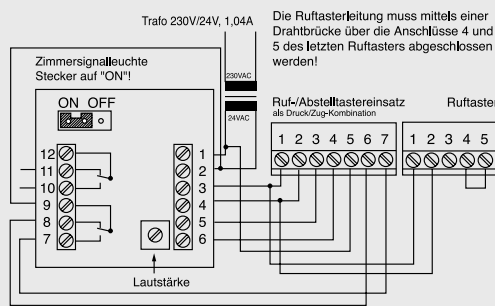 Trafo 230V/24V, 1,04A
Die Ruftasterleitung muss mittels einer
Drahtbrücke über die Anschlüsse 4 und
5 des letzten Ruftasters abgeschlossen
werden!
Zimmersignalleuchte
Stecker auf "ON"!
230VAC
24VAC
ON OFF
Ruf-/Abstelltastereinsatz
als Druck/Zug-Kombination
Ruftaster
1 2 3 4 5 6 7
1 2 3 4 5
12
11
10
9
8
7
1
2
3
4
5
6
Lautstärke